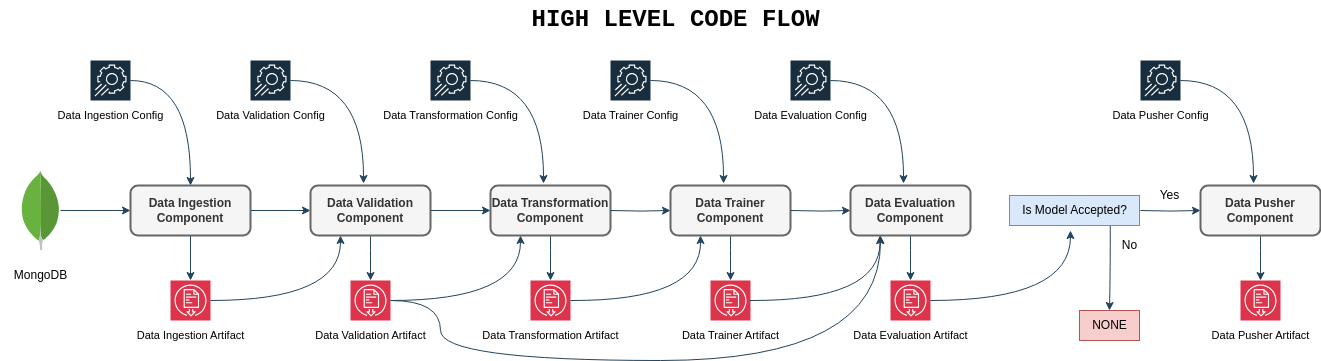 HIGH LEVEL CODE FLOW
Data Ingestion Config
Data Validation Config
Data Transformation Config
Data Trainer Config
Data Evaluation Config
Data Pusher Config
MongoDB
Data Ingestion
Component
Data Validation
Component
Data Transformation
Component
Data Trainer
Component
Data Evaluation
Component
Is Model Accepted?
Yes
No
Data Pusher
Component
NONE
Data Ingestion Artifact
Data Validation Artifact
Data Transformation Artifact
Data Trainer Artifact
Data Evaluation Artifact
Data Pusher Artifact